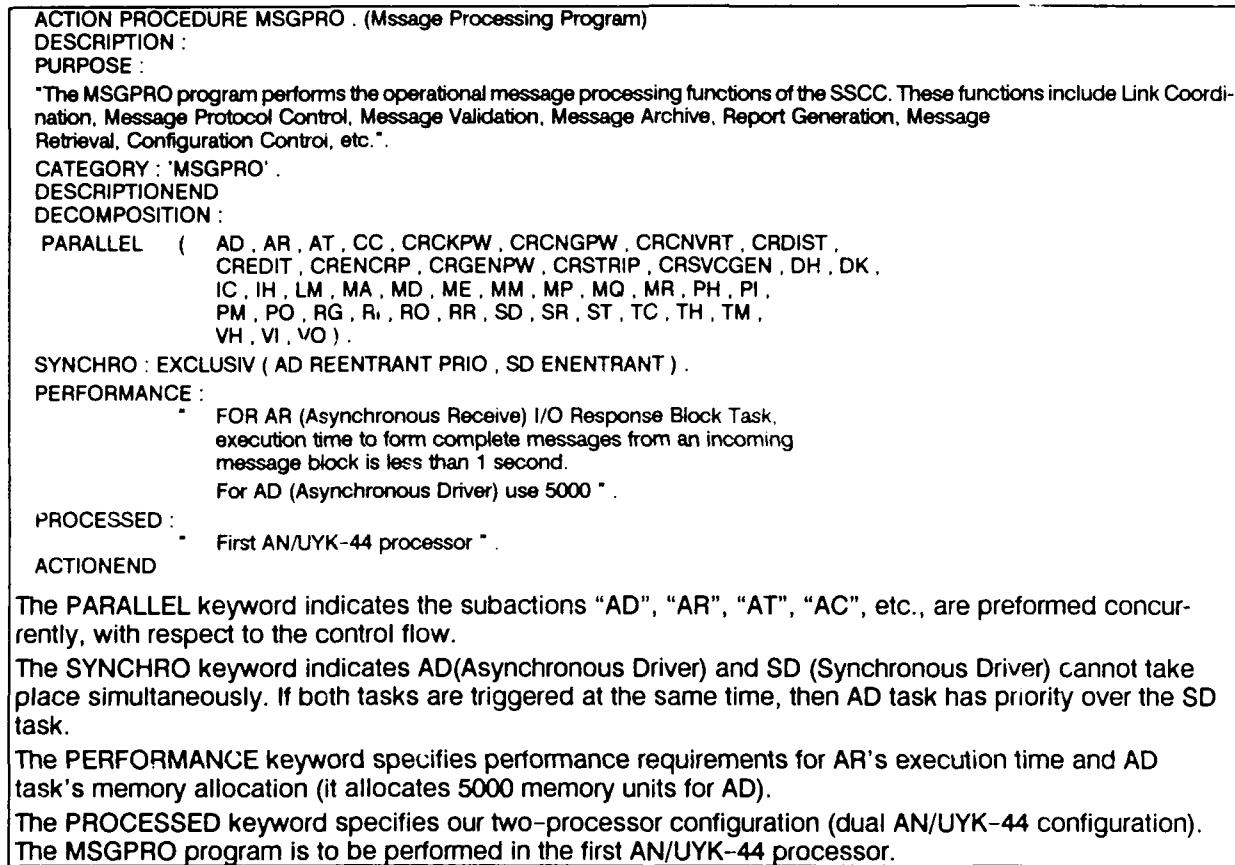 ACTION PROCEDURE MSGPRO . (Mssage Processing Program)
DESCRIPTION :
PURPOSE :
"The MSGPRO program performs the operational message processing functions of the SSCC. These functions include Link Coordi-
nation, Message Protocol Control, Message Validation, Message Archive, Report Generation, Message
Retrieval, Configuration Control, etc.".
CATEGORY : 'MSGPRO' .
DESCRIPTIONEND
DECOMPOSITION :
PARALLEL ( AD , AR , AT , CC , CRCKPW , CRCNGPW , CRCNVRT , CRDIST ,
CREDIT , CRENCRP , CRGENPW , CRSTRIP , CRSVCGEN , DH , DK ,
IC , IH , LM , MA , MD , ME , MM , MP , MQ , MR , PH , PI ,
PM , PO , RG , RI , RO , RR , SD , SR , ST , TC , TH , TM ,
VH , VI , VO ) .
SYNCHRO : EXCLUSIV ( AD REENTRANT PRIO , SD ENENTRANT ) .
PERFORMANCE :
" FOR AR (Asynchronous Receive) I/O Response Block Task,
execution time to form complete messages from an incoming
message block is less than 1 second.
For AD (Asynchronous Driver) use 5000 " .
PROCESSED :
" First AN/UYK-44 processor " .
ACTIONEND
The PARALLEL keyword indicates the subactions “AD”, “AR”, “AT”, “AC”, etc., are preformed concur-
rently, with respect to the control flow.
The SYNCHRO keyword indicates AD(Asynchronous Driver) and SD (Synchronous Driver) cannot take
place simultaneously. If both tasks are triggered at the same time, then AD task has priority over the SD
task.
The PERFORMANCE keyword specifies performance requirements for AR's execution time and AD
task's memory allocation (it allocates 5000 memory units for AD).
The PROCESSED keyword specifies our two-processor configuration (dual AN/UYK-44 configuration).
The MSGPRO program is to be performed in the first AN/UYK-44 processor.